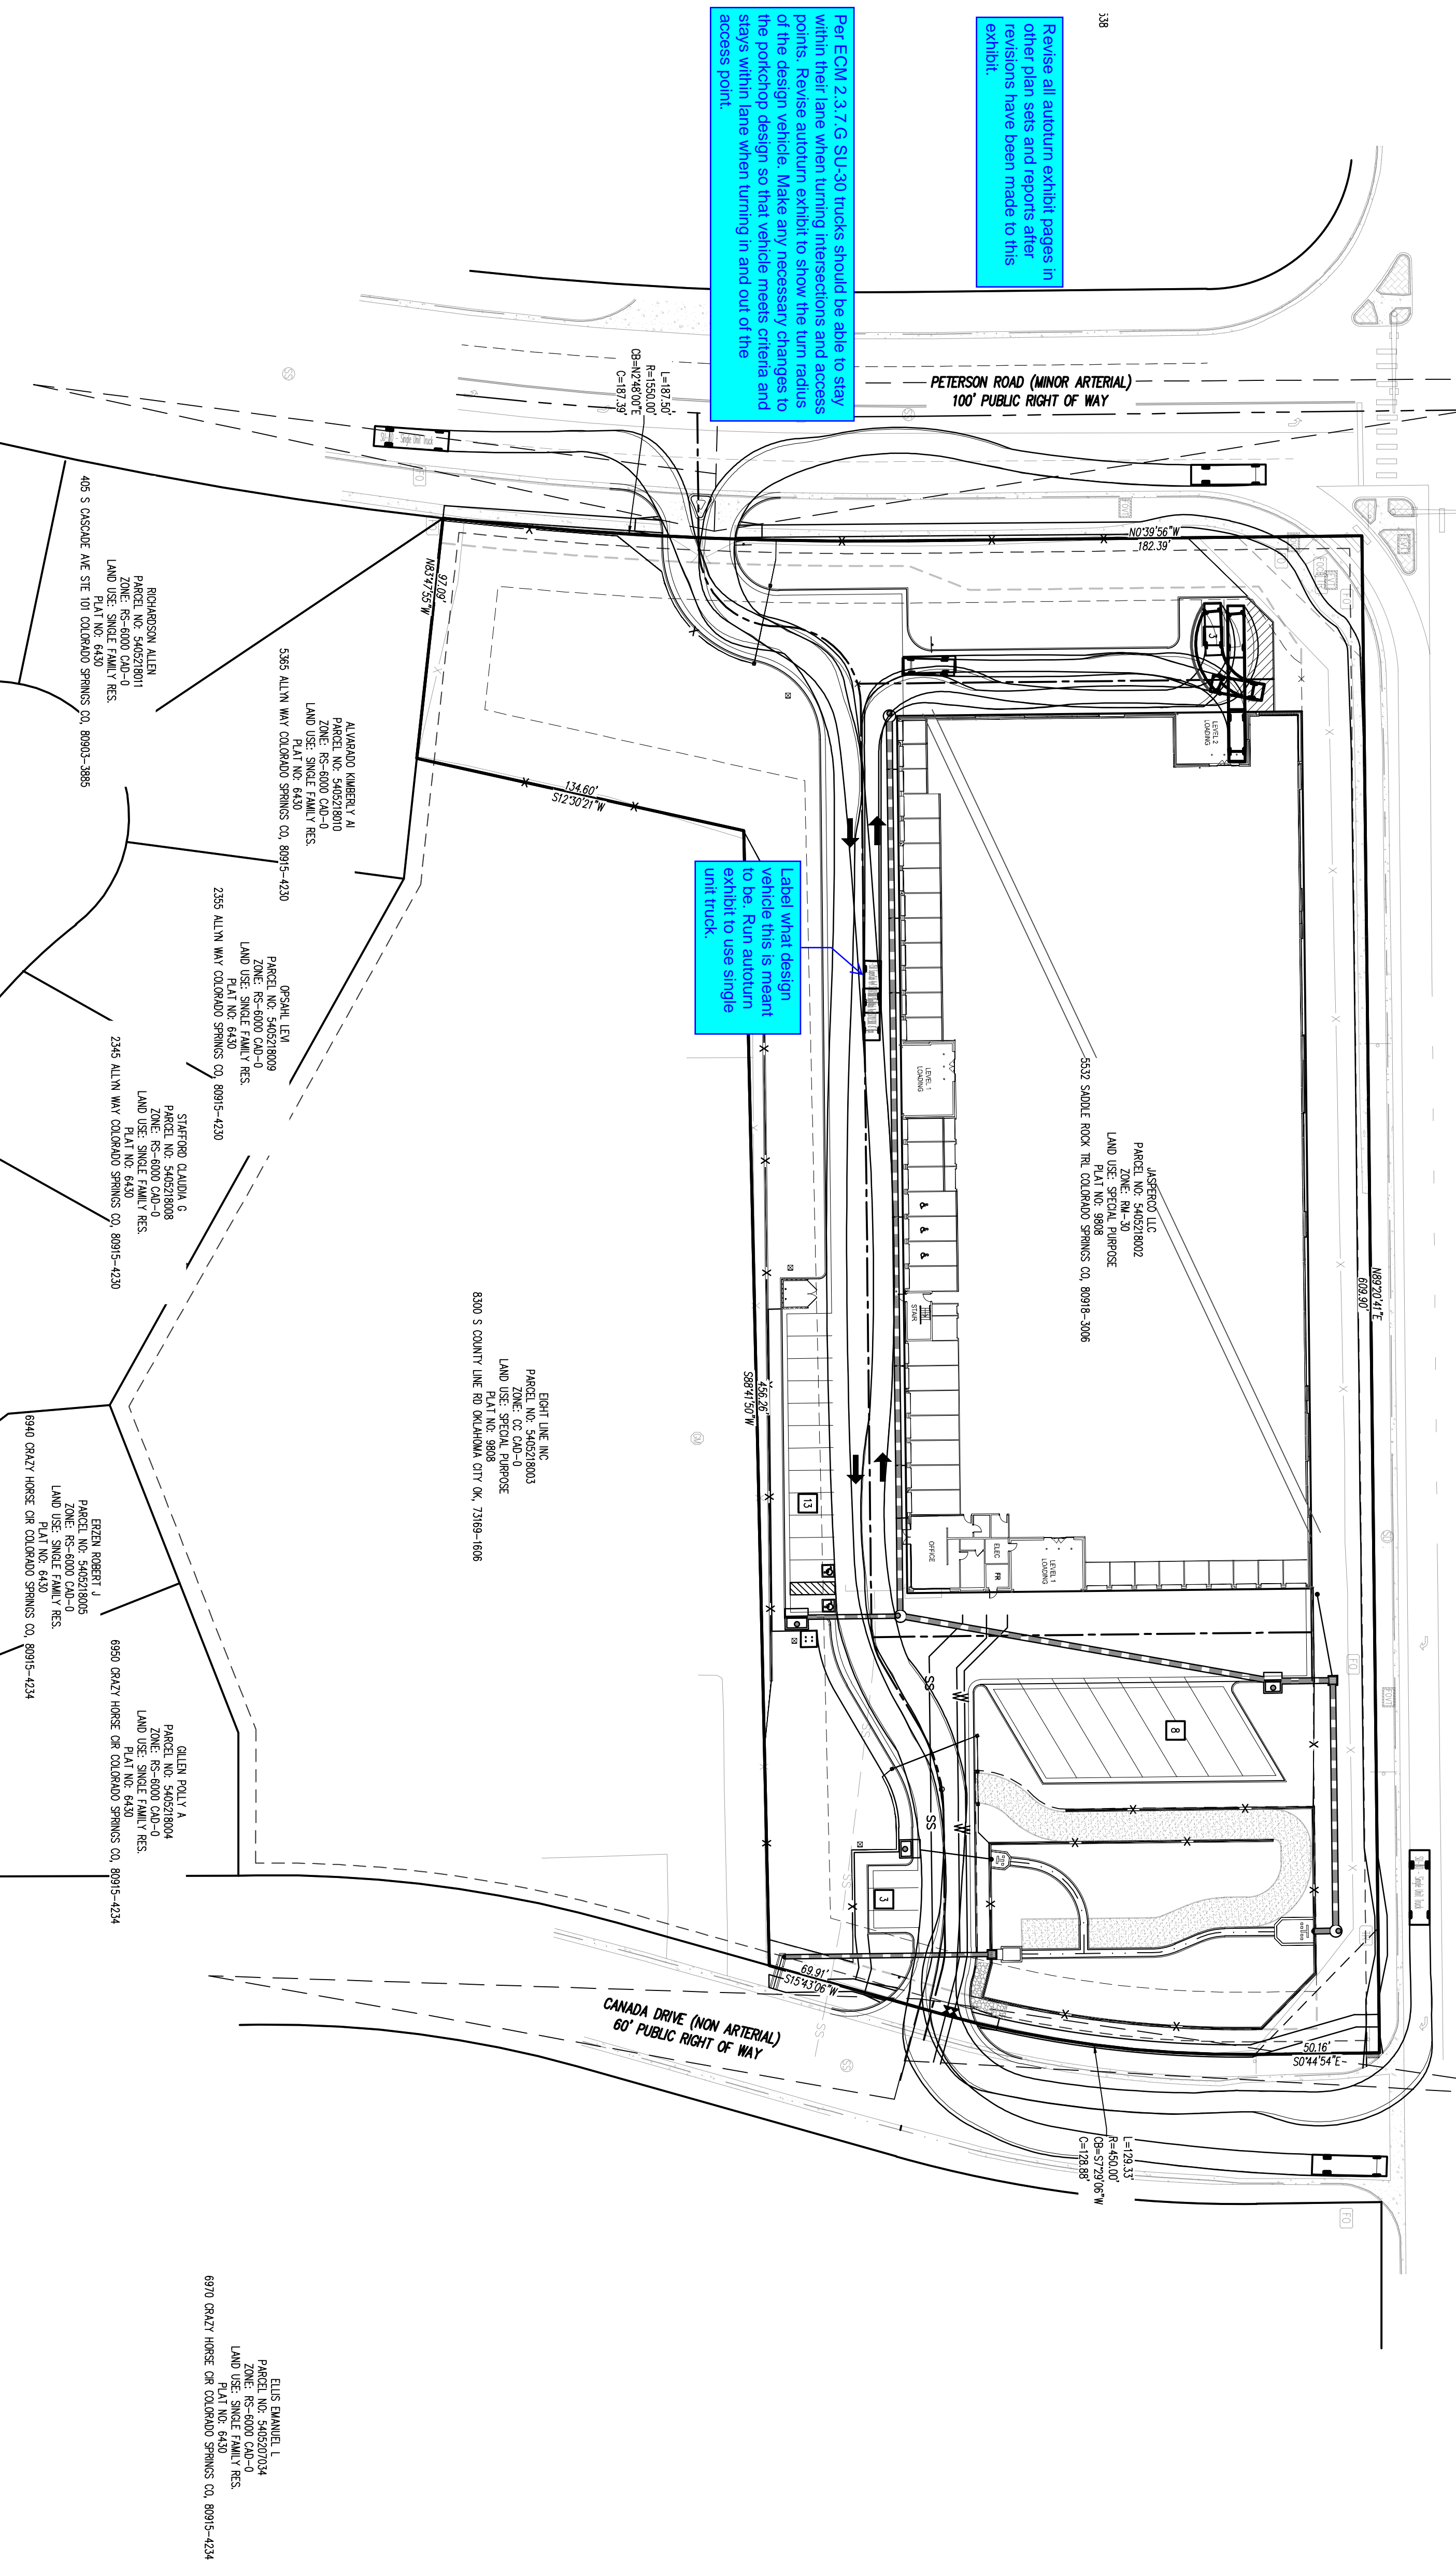 538
Revise all autoturn exhibit pages in
other plan sets and reports after
revisions have been made to this
exhibit.
Per ECM 2.3.7.G SU-30 trucks should be able to stay
within their lane when turning intersections and access
points. Revise autoturn exhibit to show the turn radius
of the design vehicle. Make any necessary changes to
the porkchop design so that vehicle meets criteria and
stays within lane when turning in and out of the
access point.
PETERSON ROAD (MINOR ARTERIAL)
100' PUBLIC RIGHT OF WAY
L=187.50'
R=1550.00'
CB=N2°48'00"E
C=187.39'
SU-30 - Single Unit Truck
N0°39'56"W
182.39'
97.09'
N83°47'55"W
134.60'
S12°30'21"W
LEVEL 2
LOADING
3
Label what design
vehicle this is meant
to be. Run autoturn
exhibit to use single
unit truck.
LEVEL 1
LOADING
JASPERCO LLC
PARCEL NO: 5405218002
ZONE: RM-30
LAND USE: SPECIAL PURPOSE
PLAT NO: 9808
5532 SADDLE ROCK TRL COLORADO SPRINGS CO, 80918-3006
N89°20'41"E
609.90'
&
&
&
STAIR
OFFICE
ELEC
FR
LEVEL 1
LOADING
456.26'
S88°41'50"W
13
8
3
SS
SS
W
W
SS
SS
SS
EIGHT LINE INC
PARCEL NO: 5405218003
ZONE: CC CAD-O
LAND USE: SPECIAL PURPOSE
PLAT NO: 9808
8300 S COUNTY LINE RD OKLAHOMA CITY OK, 73169-1606
RICHARDSON ALLEN
PARCEL NO: 5405218011
ZONE: RS-6000 CAD-O
LAND USE: SINGLE FAMILY RES.
PLAT NO: 6430
405 S CASCADE AVE STE 101 COLORADO SPRINGS CO, 80903-3885
ALVARADO KIMBERLY AI
PARCEL NO: 5405218010
ZONE: RS-6000 CAD-O
LAND USE: SINGLE FAMILY RES.
PLAT NO: 6430
5365 ALLYN WAY COLORADO SPRINGS CO, 80915-4230
OPSAHL LEVI
PARCEL NO: 5405218009
ZONE: RS-6000 CAD-O
LAND USE: SINGLE FAMILY RES.
PLAT NO: 6430
2355 ALLYN WAY COLORADO SPRINGS CO, 80915-4230
STAFFORD CLAUDIA G
PARCEL NO: 5405218008
ZONE: RS-6000 CAD-O
LAND USE: SINGLE FAMILY RES.
PLAT NO: 6430
2345 ALLYN WAY COLORADO SPRINGS CO, 80915-4230
ERZEN ROBERT J
PARCEL NO: 5405218005
ZONE: RS-6000 CAD-O
LAND USE: SINGLE FAMILY RES.
PLAT NO: 6430
6940 CRAZY HORSE CIR COLORADO SPRINGS CO, 80915-4234
GILLEN POLLY A
PARCEL NO: 5405218004
ZONE: RS-6000 CAD-O
LAND USE: SINGLE FAMILY RES.
PLAT NO: 6430
6950 CRAZY HORSE CIR COLORADO SPRINGS CO, 80915-4234
69.91'
S15°43'06"W
CANADA DRIVE (NON ARTERIAL)
60' PUBLIC RIGHT OF WAY
50.16'
S0°44'54"E
L=129.33'
R=450.00'
CB=S7°29'06"W
C=128.88'
SU-30 - Single Unit Truck
FO
FO
FO
ELLIS EMANUEL L
PARCEL NO: 5405207034
ZONE: RS-6000 CAD-O
LAND USE: SINGLE FAMILY RES.
PLAT NO: 6430
6970 CRAZY HORSE CIR COLORADO SPRINGS CO, 80915-4234